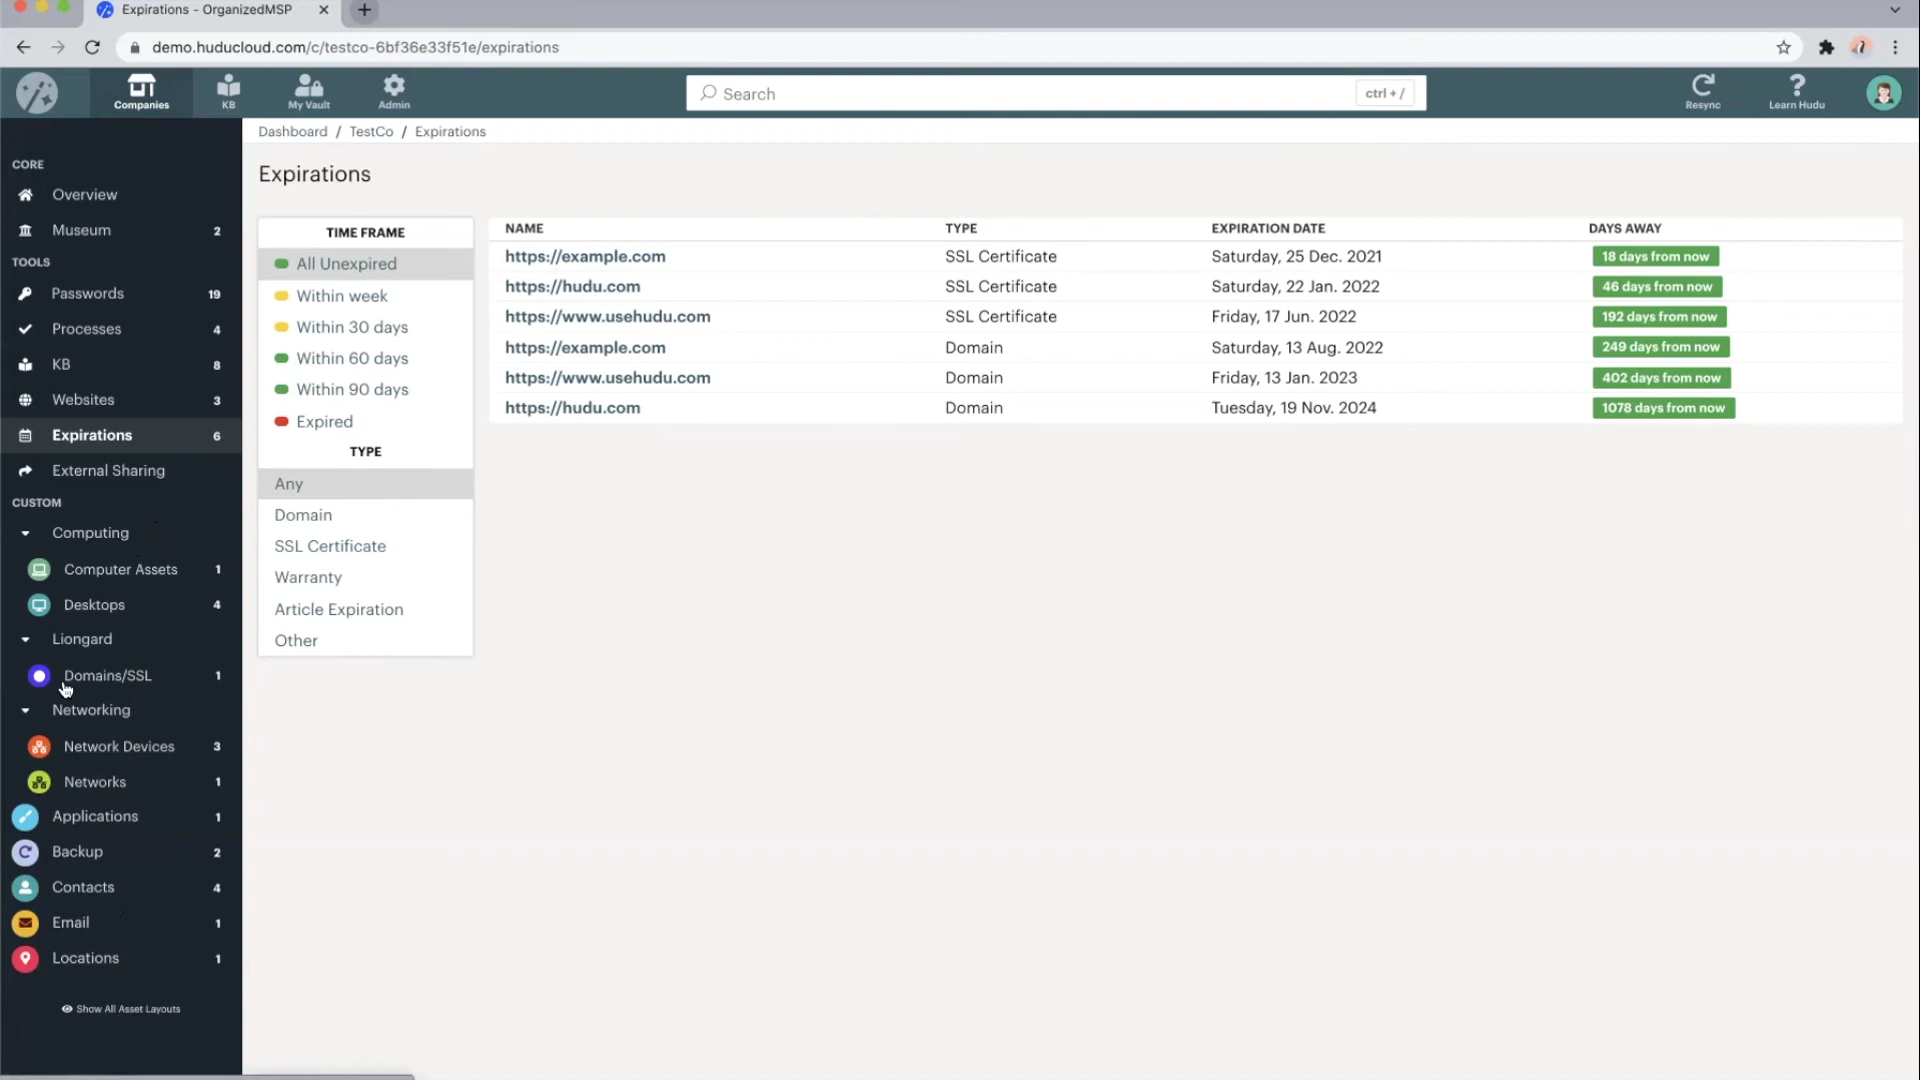 Expirations - OrganizedMSP
demo.huducloud.com/c/testco-6bf36e33f51e/expirations
Companies
KB
My Vault
Admin
Search
ctrl + /
Resync
Learn Hudu
Dashboard / TestCo / Expirations
CORE
Overview
Museum 2
TOOLS
Passwords 19
Processes 4
KB 8
Websites 3
Expirations 6
External Sharing
CUSTOM
Computing
Computer Assets 1
Desktops 4
Liongard
Domains/SSL 1
Networking
Network Devices 3
Networks 1
Applications 1
Backup 2
Contacts 4
Email 1
Locations 1
Show All Asset Layouts
Expirations
TIME FRAME
All Unexpired
Within week
Within 30 days
Within 60 days
Within 90 days
Expired
TYPE
Any
Domain
SSL Certificate
Warranty
Article Expiration
Other
NAME TYPE EXPIRATION DATE DAYS AWAY
https://example.com SSL Certificate Saturday, 25 Dec. 2021 18 days from now
https://hudu.com SSL Certificate Saturday, 22 Jan. 2022 46 days from now
https://www.usehudu.com SSL Certificate Friday, 17 Jun. 2022 192 days from now
https://example.com Domain Saturday, 13 Aug. 2022 249 days from now
https://www.usehudu.com Domain Friday, 13 Jan. 2023 402 days from now
https://hudu.com Domain Tuesday, 19 Nov. 2024 1078 days from now